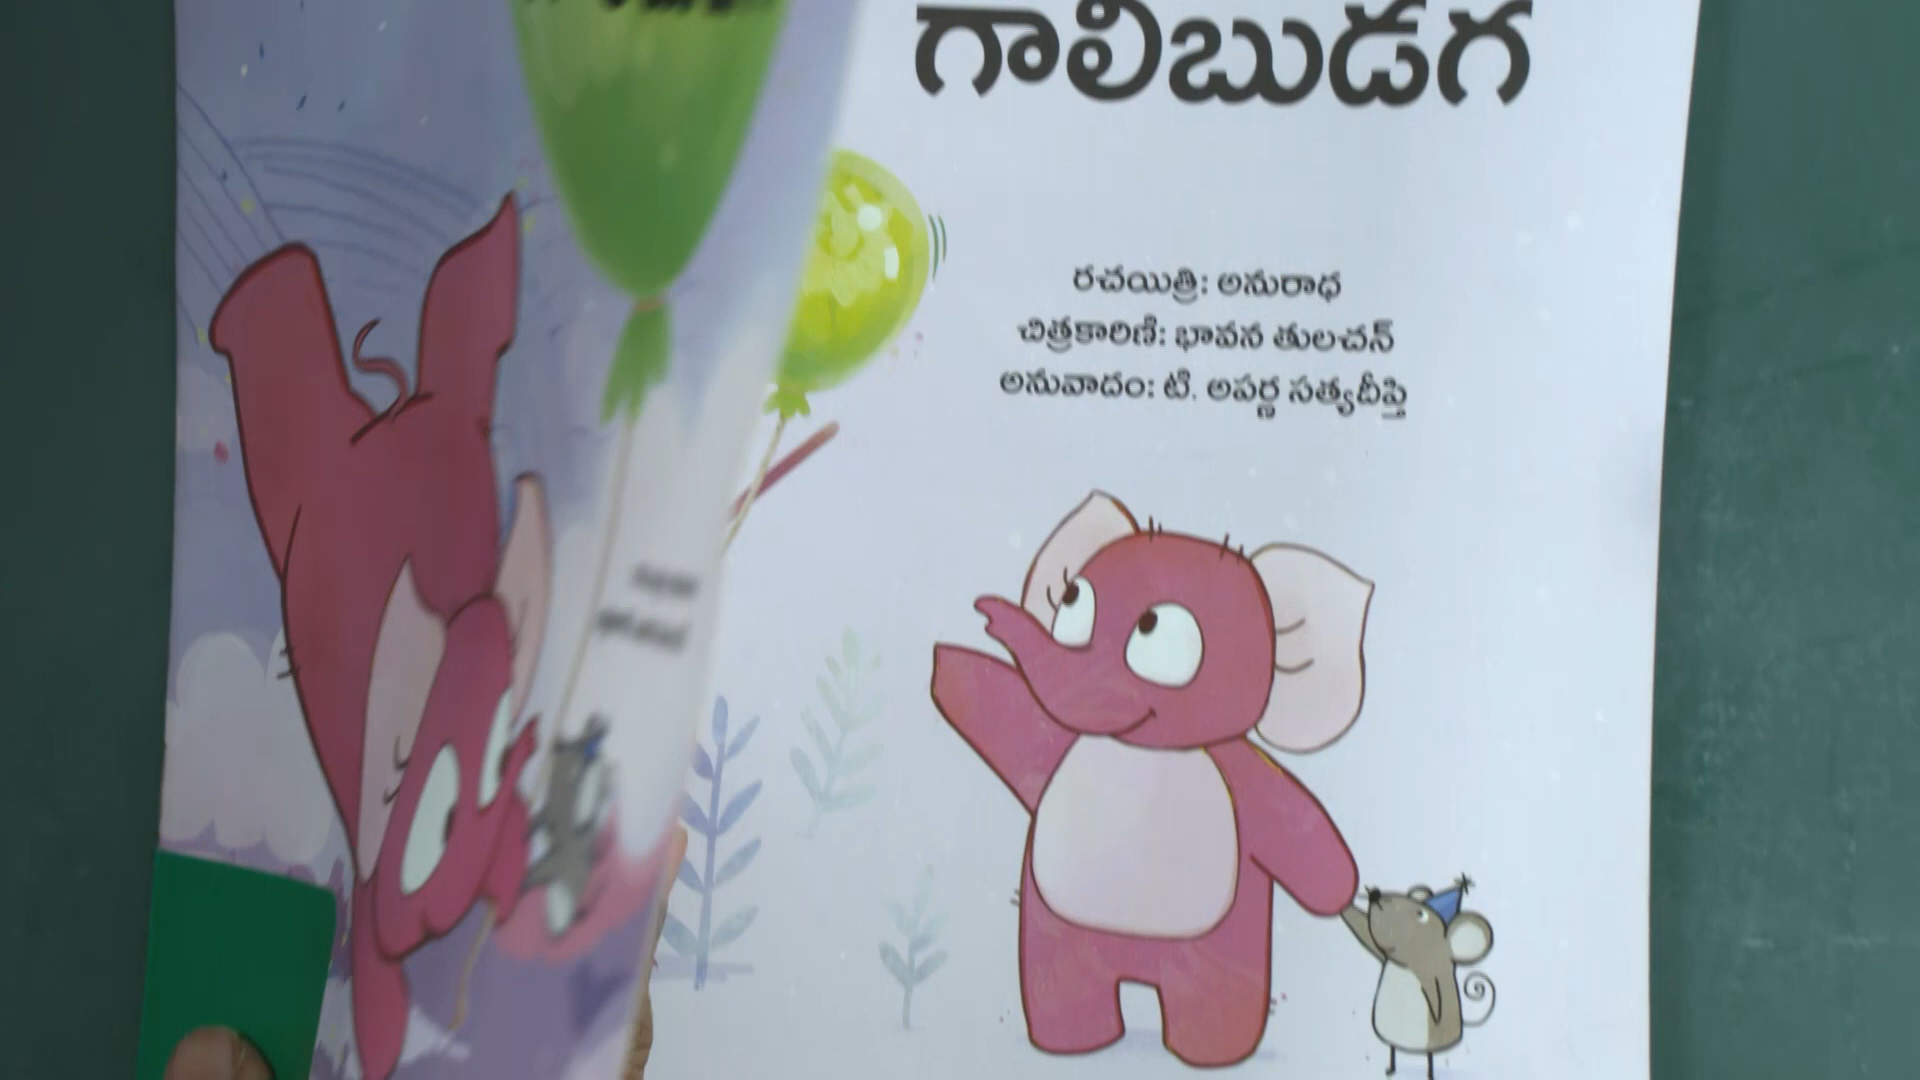 గాలిబుడగ
రచయిత్రి: అనురాధ
చిత్రకారిణి: భావన తులచన్
అనువాదం: టి. అపర్ణ సత్యదీప్తి